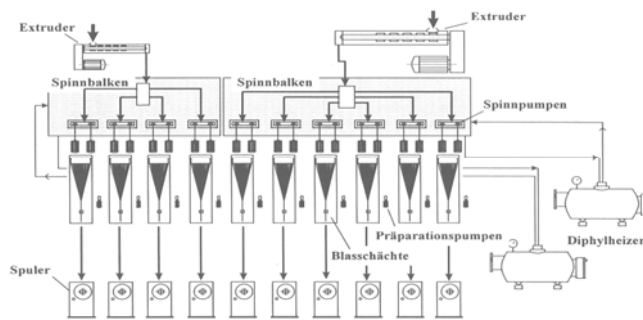 Extruder
Extruder
Spinnbalken
Spinnbalken
Spinnpumpen
Präparationspumpen
Diphylheizer
Blasschächte
Spuler